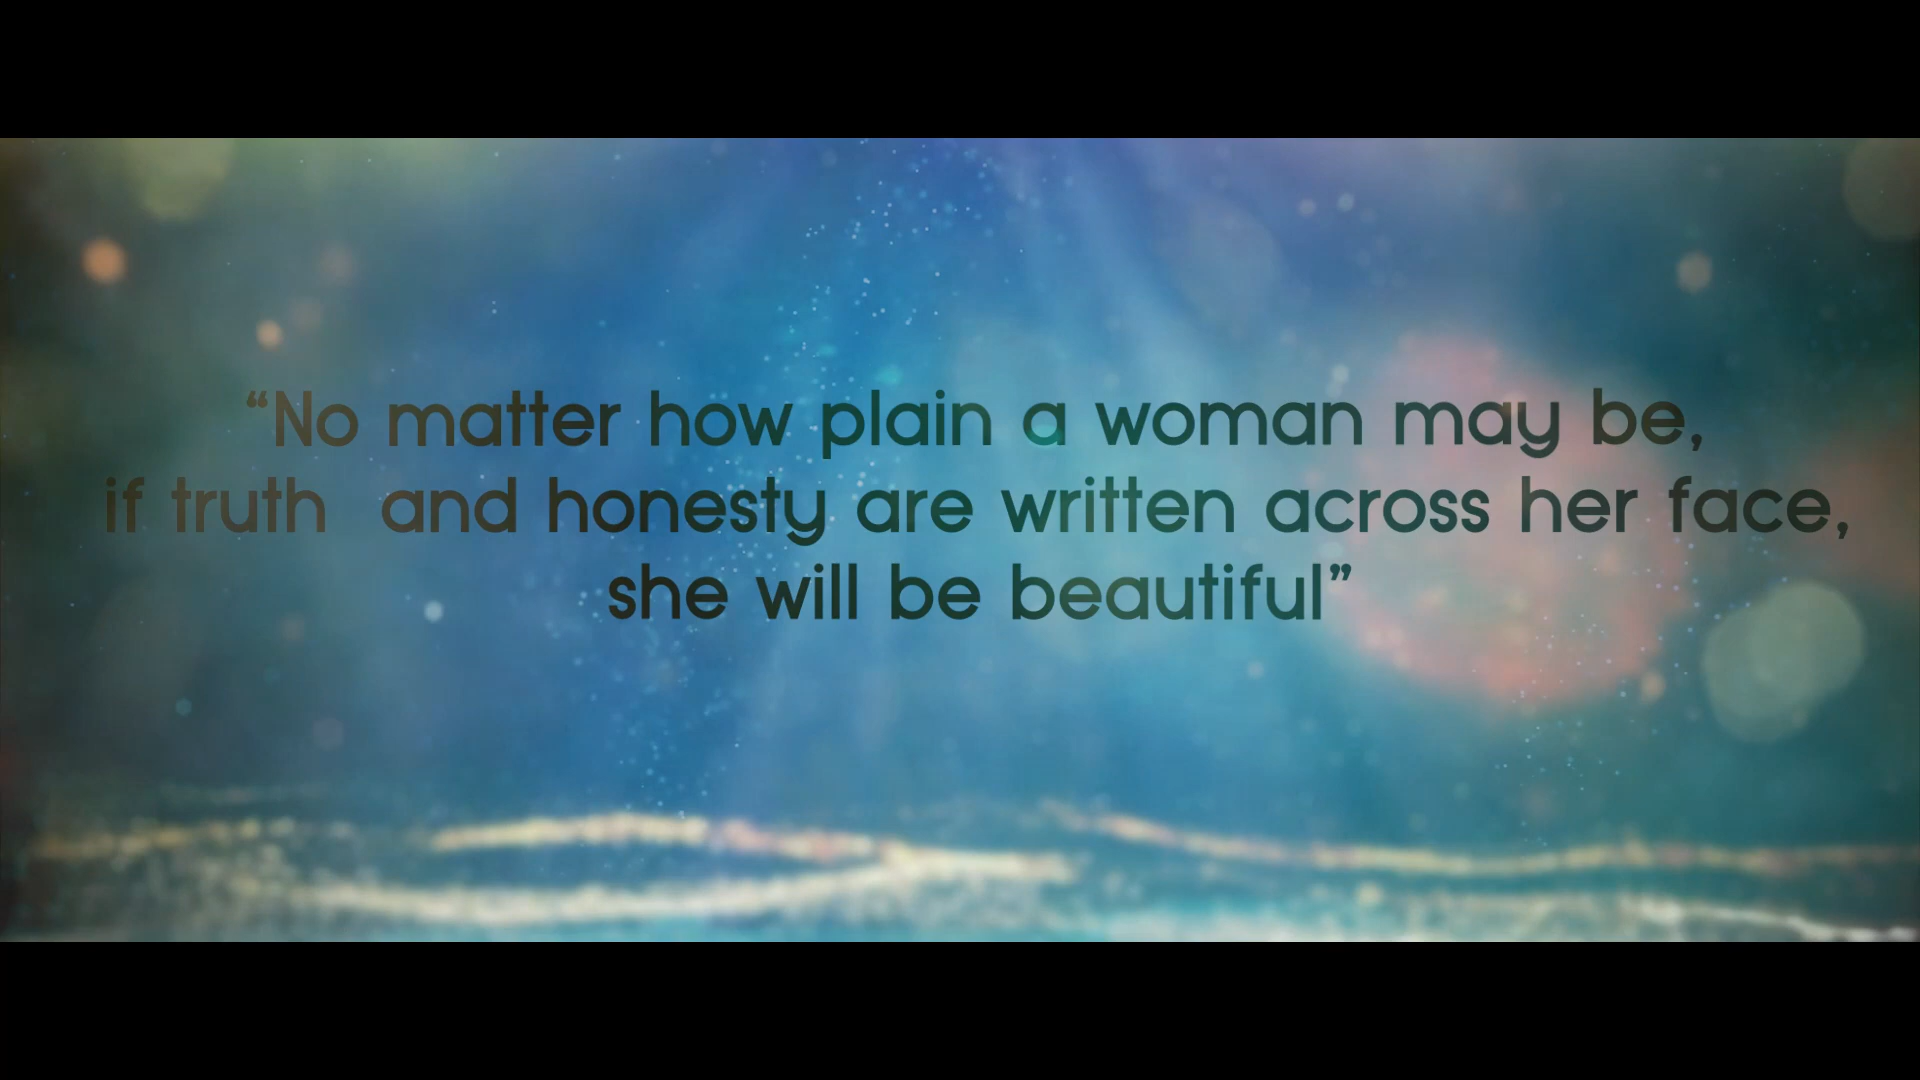 “No matter how plain a woman may be,
if truth  and honesty are written across her face,
she will be beautiful”